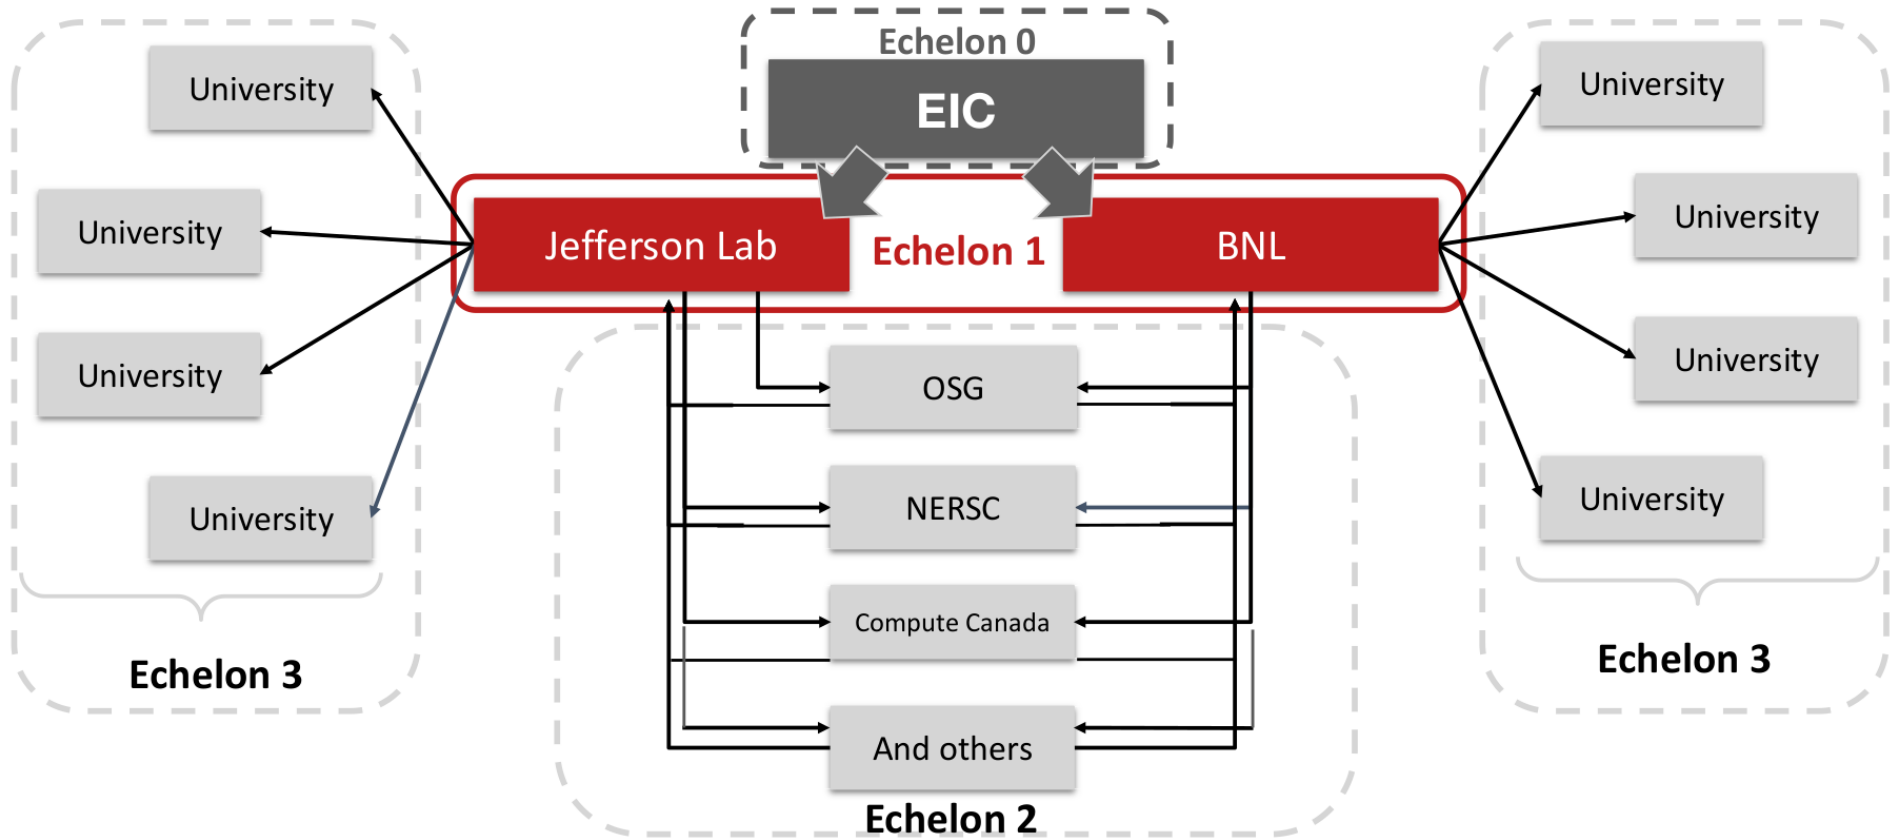 Echelon 0
EIC
Jefferson Lab
Echelon 1
BNL
University
University
University
University
Echelon 3
OSG
NERSC
Compute Canada
And others
Echelon 2
University
University
University
University
Echelon 3